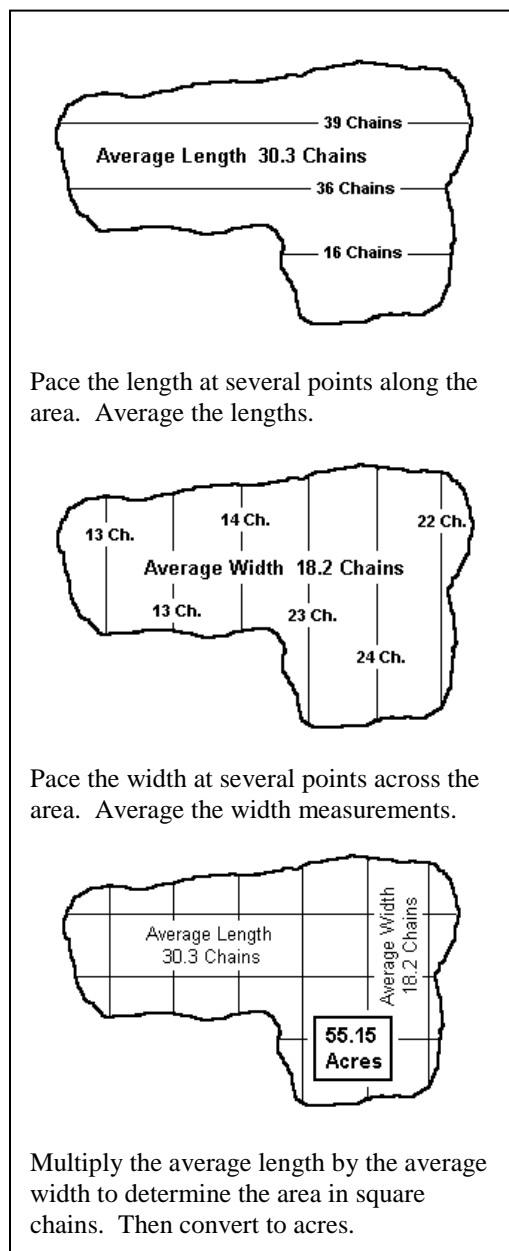 39 Chains
Average Length 30.3 Chains
36 Chains
16 Chains
Pace the length at several points along the
area. Average the lengths.
13 Ch.
14 Ch.
22 Ch.
Average Width 18.2 Chains
13 Ch.
23 Ch.
24 Ch.
Pace the width at several points across the
area. Average the width measurements.
Average Length
30.3 Chains
Average Width
18.2 Chains
55.15
Acres
Multiply the average length by the average
width to determine the area in square
chains. Then convert to acres.